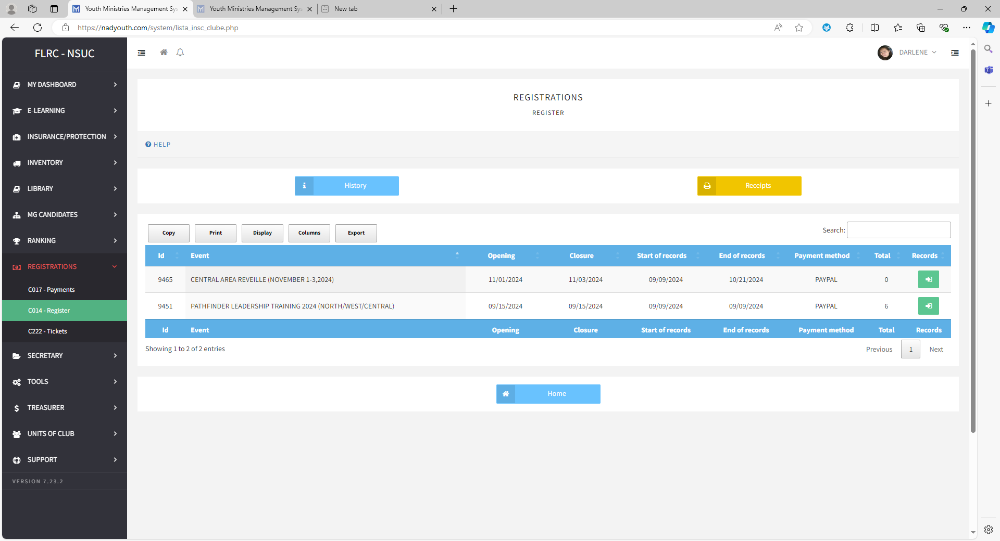 Youth Ministries Management Sys
Youth Ministries Management Sys
New tab
https://nadyouth.com/system/lista_insc_clube.php
FLRC - NSUC
DARLENE
MY DASHBOARD
E-LEARNING
INSURANCE/PROTECTION
INVENTORY
LIBRARY
MG CANDIDATES
RANKING
REGISTRATIONS
C017 - Payments
C014 - Register
C222 - Tickets
SECRETARY
TOOLS
TREASURER
UNITS OF CLUB
SUPPORT
VERSION 7.23.2
REGISTRATIONS
REGISTER
HELP
History
Receipts
Copy Print Display Columns Export
Search:
Id Event Opening Closure Start of records End of records Payment method Total Records
9465 CENTRAL AREA REVEILLE (NOVEMBER 1-3,2024) 11/01/2024 11/03/2024 09/09/2024 10/21/2024 PAYPAL 0
9451 PATHFINDER LEADERSHIP TRAINING 2024 (NORTH/WEST/CENTRAL) 09/15/2024 09/15/2024 09/09/2024 09/09/2024 PAYPAL 6
Id Event Opening Closure Start of records End of records Payment method Total Records
Showing 1 to 2 of 2 entries
Previous 1 Next
Home